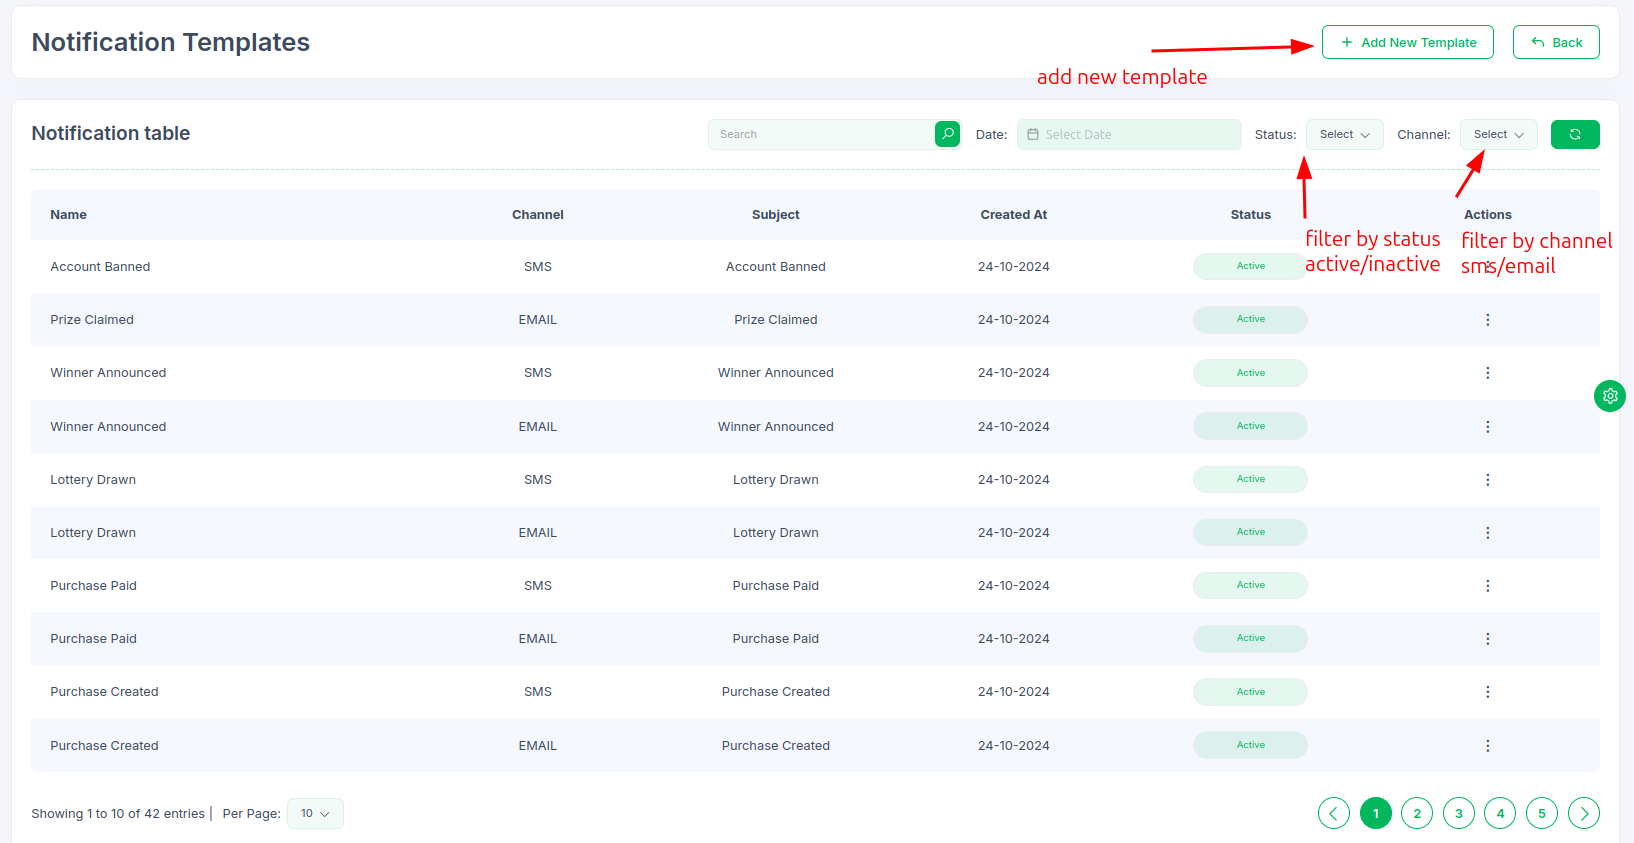 Notification Templates
Add New Template
Back
add new template
Notification table
Search
Date:
Select Date
Status:
Select
Channel:
Select
Name Channel Subject Created At Status Actions
filter by status
active/inactive
filter by channel
sms/email
Account Banned SMS Account Banned 24-10-2024 Active
Prize Claimed EMAIL Prize Claimed 24-10-2024 Active
Winner Announced SMS Winner Announced 24-10-2024 Active
Winner Announced EMAIL Winner Announced 24-10-2024 Active
Lottery Drawn SMS Lottery Drawn 24-10-2024 Active
Lottery Drawn EMAIL Lottery Drawn 24-10-2024 Active
Purchase Paid SMS Purchase Paid 24-10-2024 Active
Purchase Paid EMAIL Purchase Paid 24-10-2024 Active
Purchase Created SMS Purchase Created 24-10-2024 Active
Purchase Created EMAIL Purchase Created 24-10-2024 Active
Showing 1 to 10 of 42 entries | Per Page: 10
1 2 3 4 5